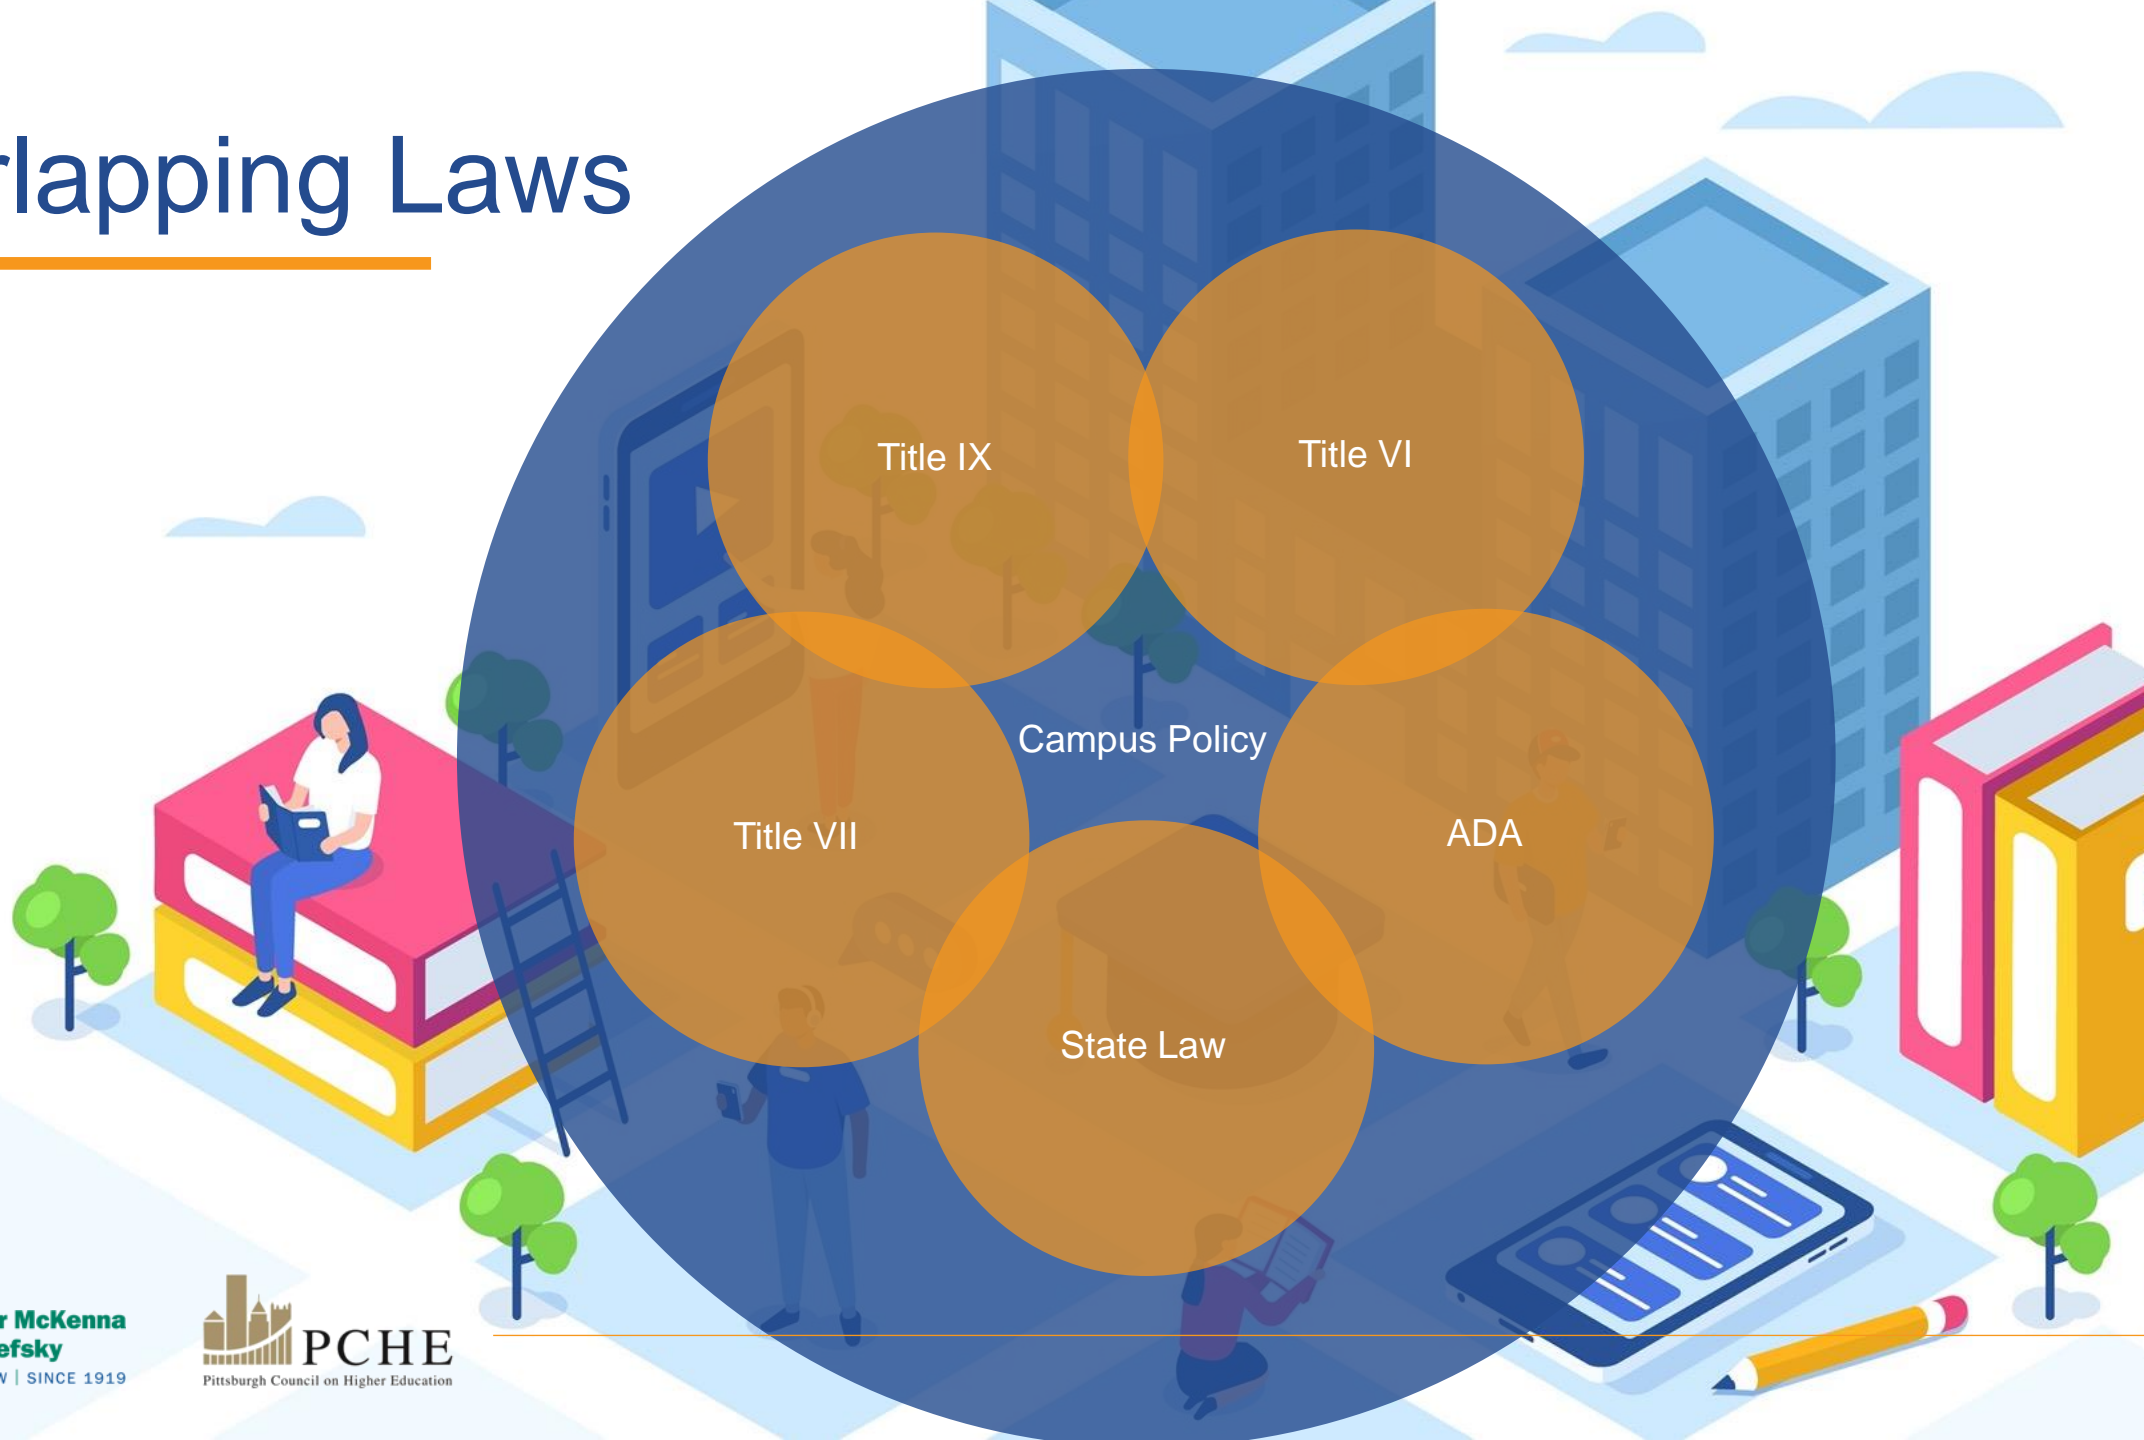 rlapping Laws
Title IX
Title VI
Campus Policy
Title VII
ADA
State Law
r McKenna
efsky
W | SINCE 1919
PCHE
Pittsburgh Council on Higher Education